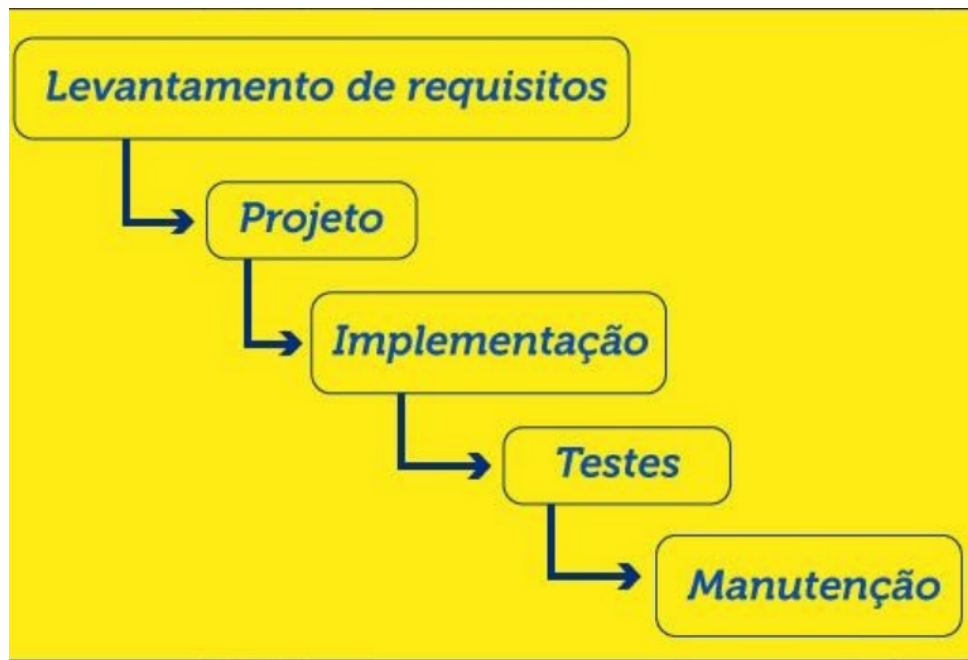 Levantamento de requisitos
Projeto
Implementação
Testes
Manutenção